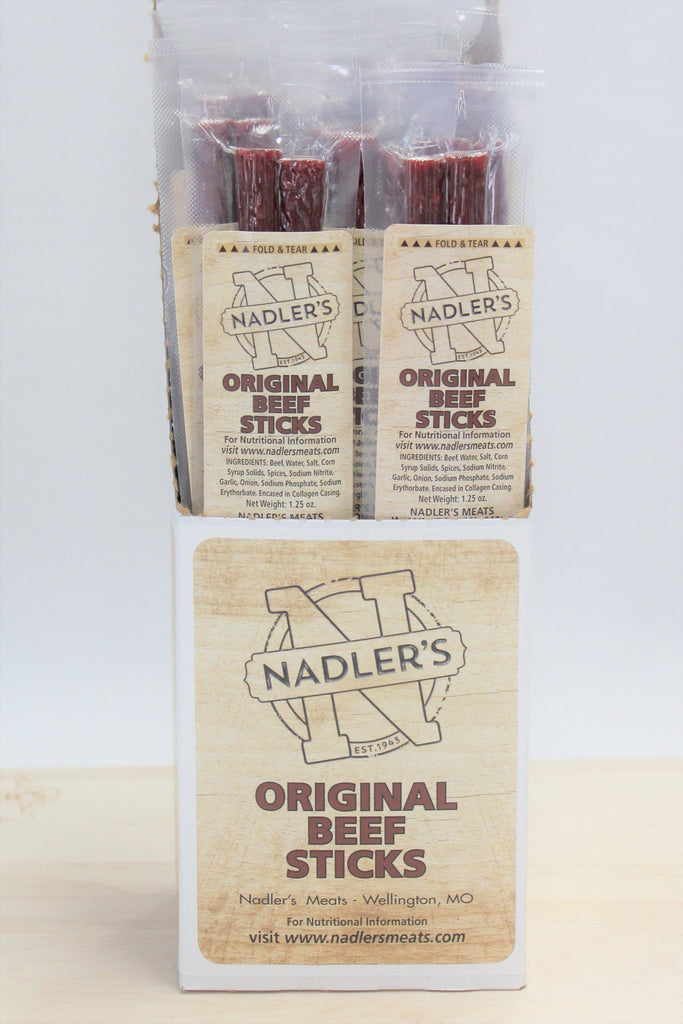 FOLD & TEAR
NADLER'S
EST.1943
ORIGINAL
BEEF
STICKS
For Nutritional Information
visit www.nadlersmeats.com
INGREDIENTS: Beef, Water, Salt, Corn
Syrup Solids, Spices, Sodium Nitrite,
Garlic, Onion, Sodium Phosphate, Sodium
Erythorbate. Encased in Collagen Casing.
Net Weight: 1.25 oz.
NADLER'S MEATS
FOLD & TEAR
NADLER'S
EST.1943
ORIGINAL
BEEF
STICKS
For Nutritional Information
visit www.nadlersmeats.com
INGREDIENTS: Beef, Water, Salt, Corn
Syrup Solids, Spices, Sodium Nitrite,
Garlic, Onion, Sodium Phosphate, Sodium
Erythorbate. Encased in Collagen Casing.
Net Weight: 1.25 oz.
NADLER'S MEATS
N
NADLER'S
EST.1943
ORIGINAL
BEEF
STICKS
Nadler's Meats - Wellington, MO
For Nutritional Information
visit www.nadlersmeats.com